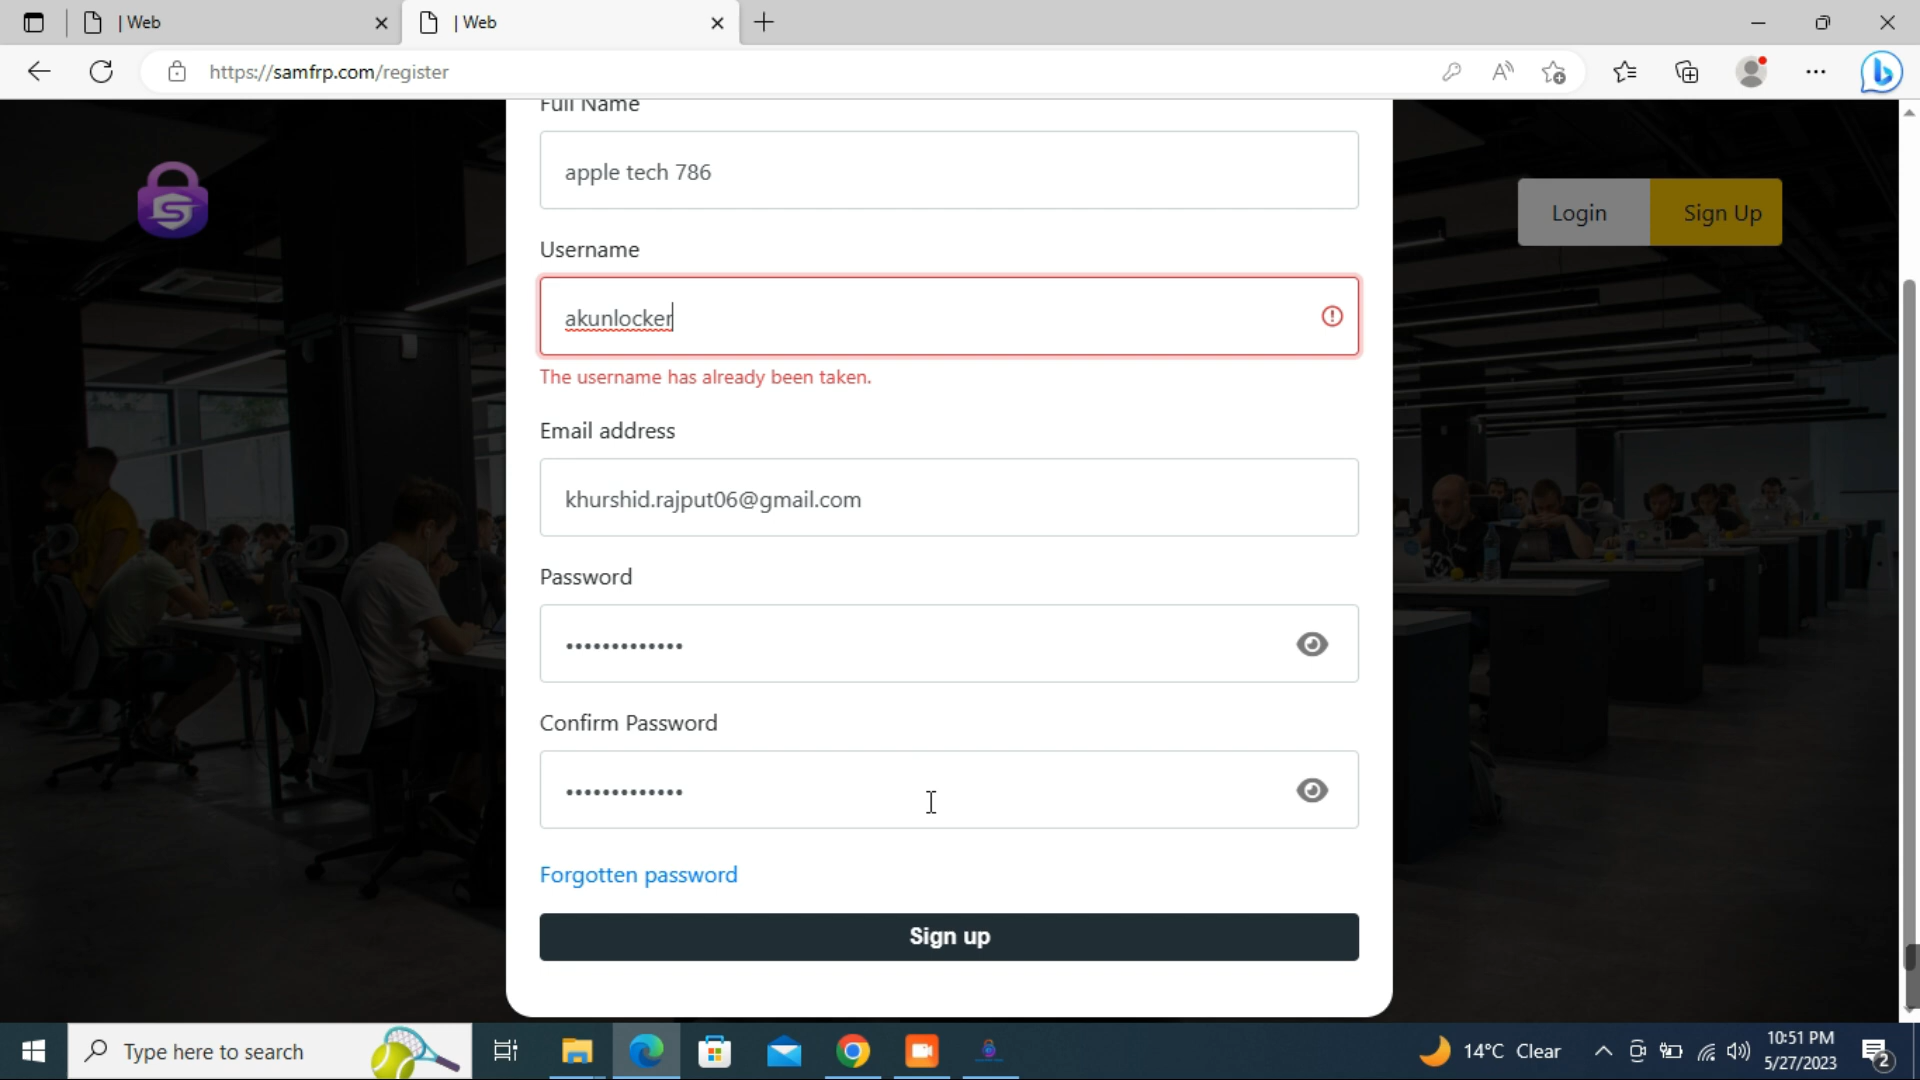 | Web
| Web
https://samfrp.com/register
Full Name
apple tech 786
Login
Sign Up
Username
akunlocker
The username has already been taken.
Email address
khurshid.rajput06@gmail.com
Password
•••••••••••••
Confirm Password
•••••••••••••
Forgotten password
Sign up
Type here to search
14°C Clear
10:51 PM
5/27/2023
2